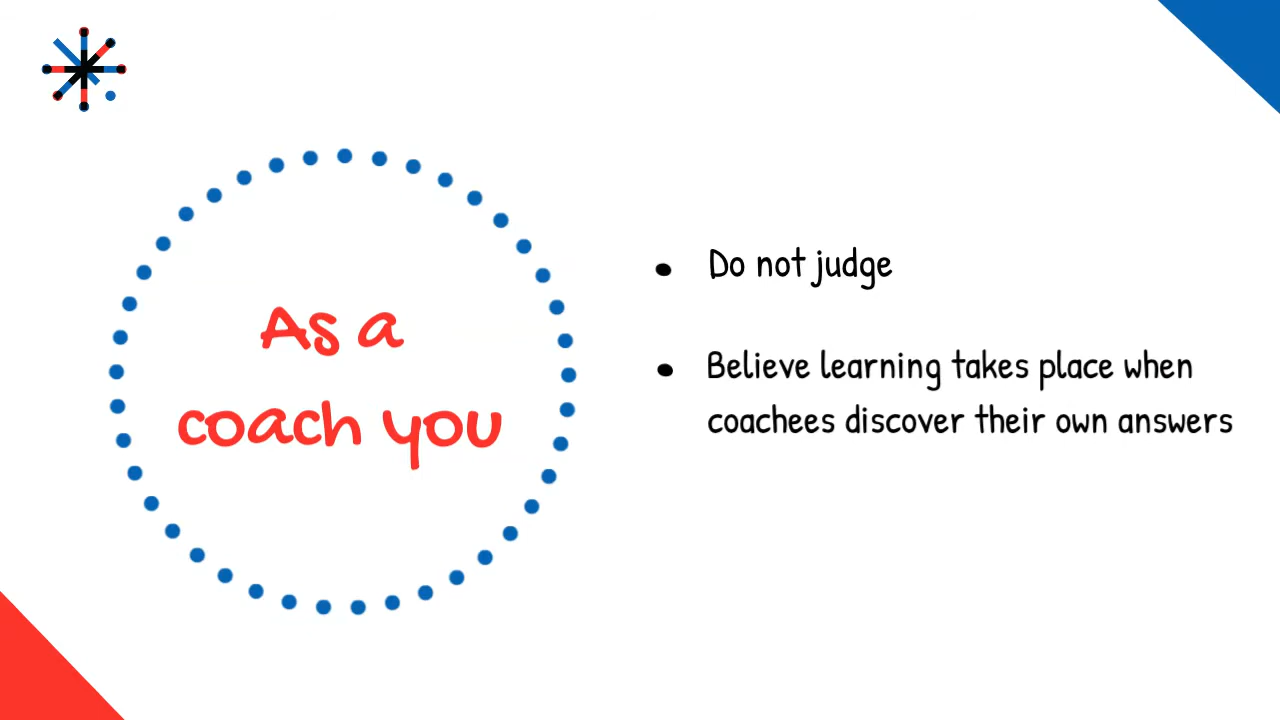 As a
coach you
• Do not judge
• Believe learning takes place when
coachees discover their own answers